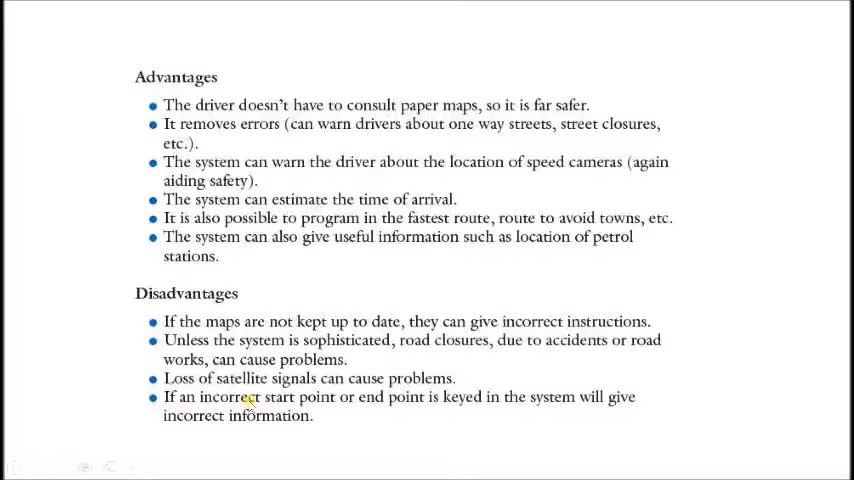 Advantages
● The driver doesn't have to consult paper maps, so it is far safer.
● It removes errors (can warn drivers about one way streets, street closures,
etc.).
● The system can warn the driver about the location of speed cameras (again
aiding safety).
● The system can estimate the time of arrival.
● It is also possible to program in the fastest route, route to avoid towns, etc.
● The system can also give useful information such as location of petrol
stations.
Disadvantages
● If the maps are not kept up to date, they can give incorrect instructions.
● Unless the system is sophisticated, road closures, due to accidents or road
works, can cause problems.
● Loss of satellite signals can cause problems.
● If an incorrect start point or end point is keyed in the system will give
incorrect information.